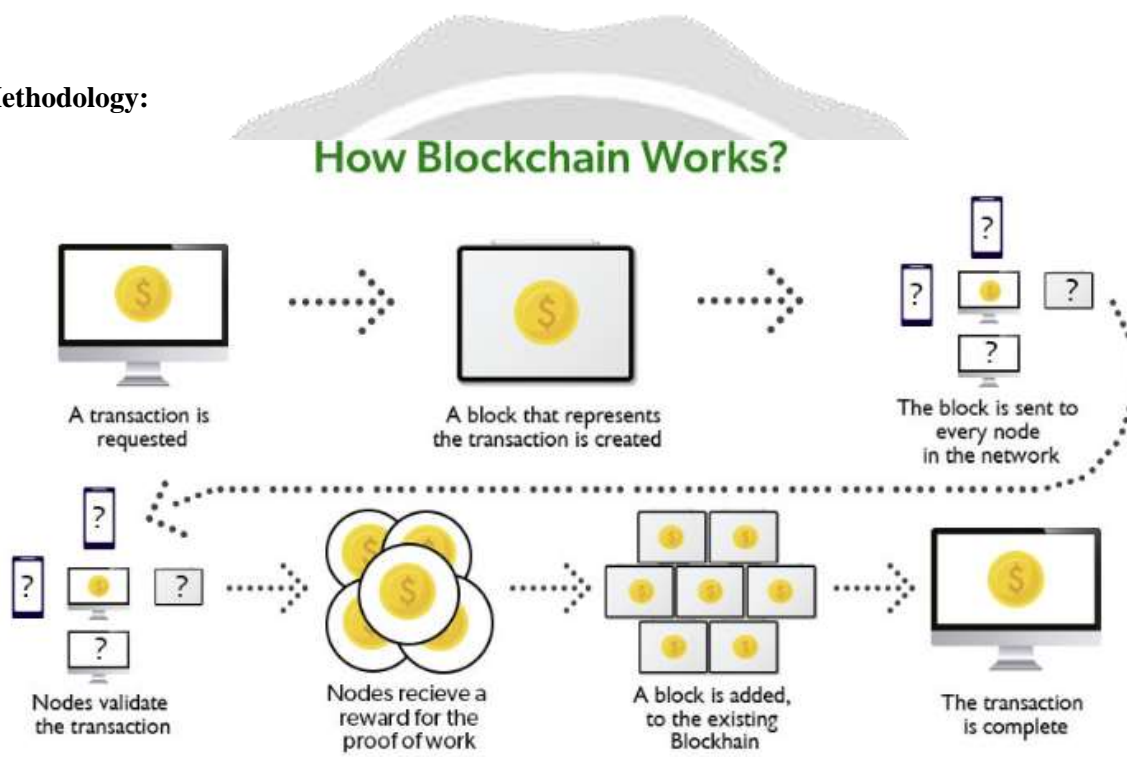 ethodology:
How Blockchain Works?
$
$
?
?
?
?
A transaction is
requested
A block that represents
the transaction is created
The block is sent to
every node
in the network
?
?
?
?
$
$
$
$
$
$
$
$
$
$
$
$
Nodes validate
the transaction
Nodes recieve a
reward for the
proof of work
A block is added,
to the existing
Blockhain
The transaction
is complete